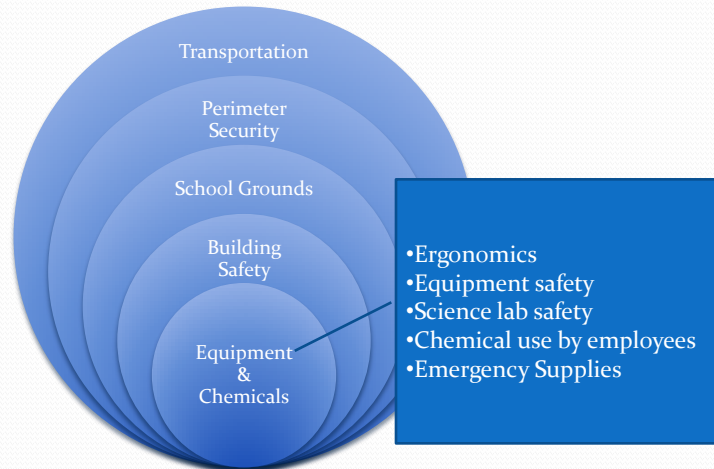 Transportation
Perimeter
Security
School Grounds
Building
Safety
Equipment
&
Chemicals
•Ergonomics
•Equipment safety
•Science lab safety
•Chemical use by employees
•Emergency Supplies